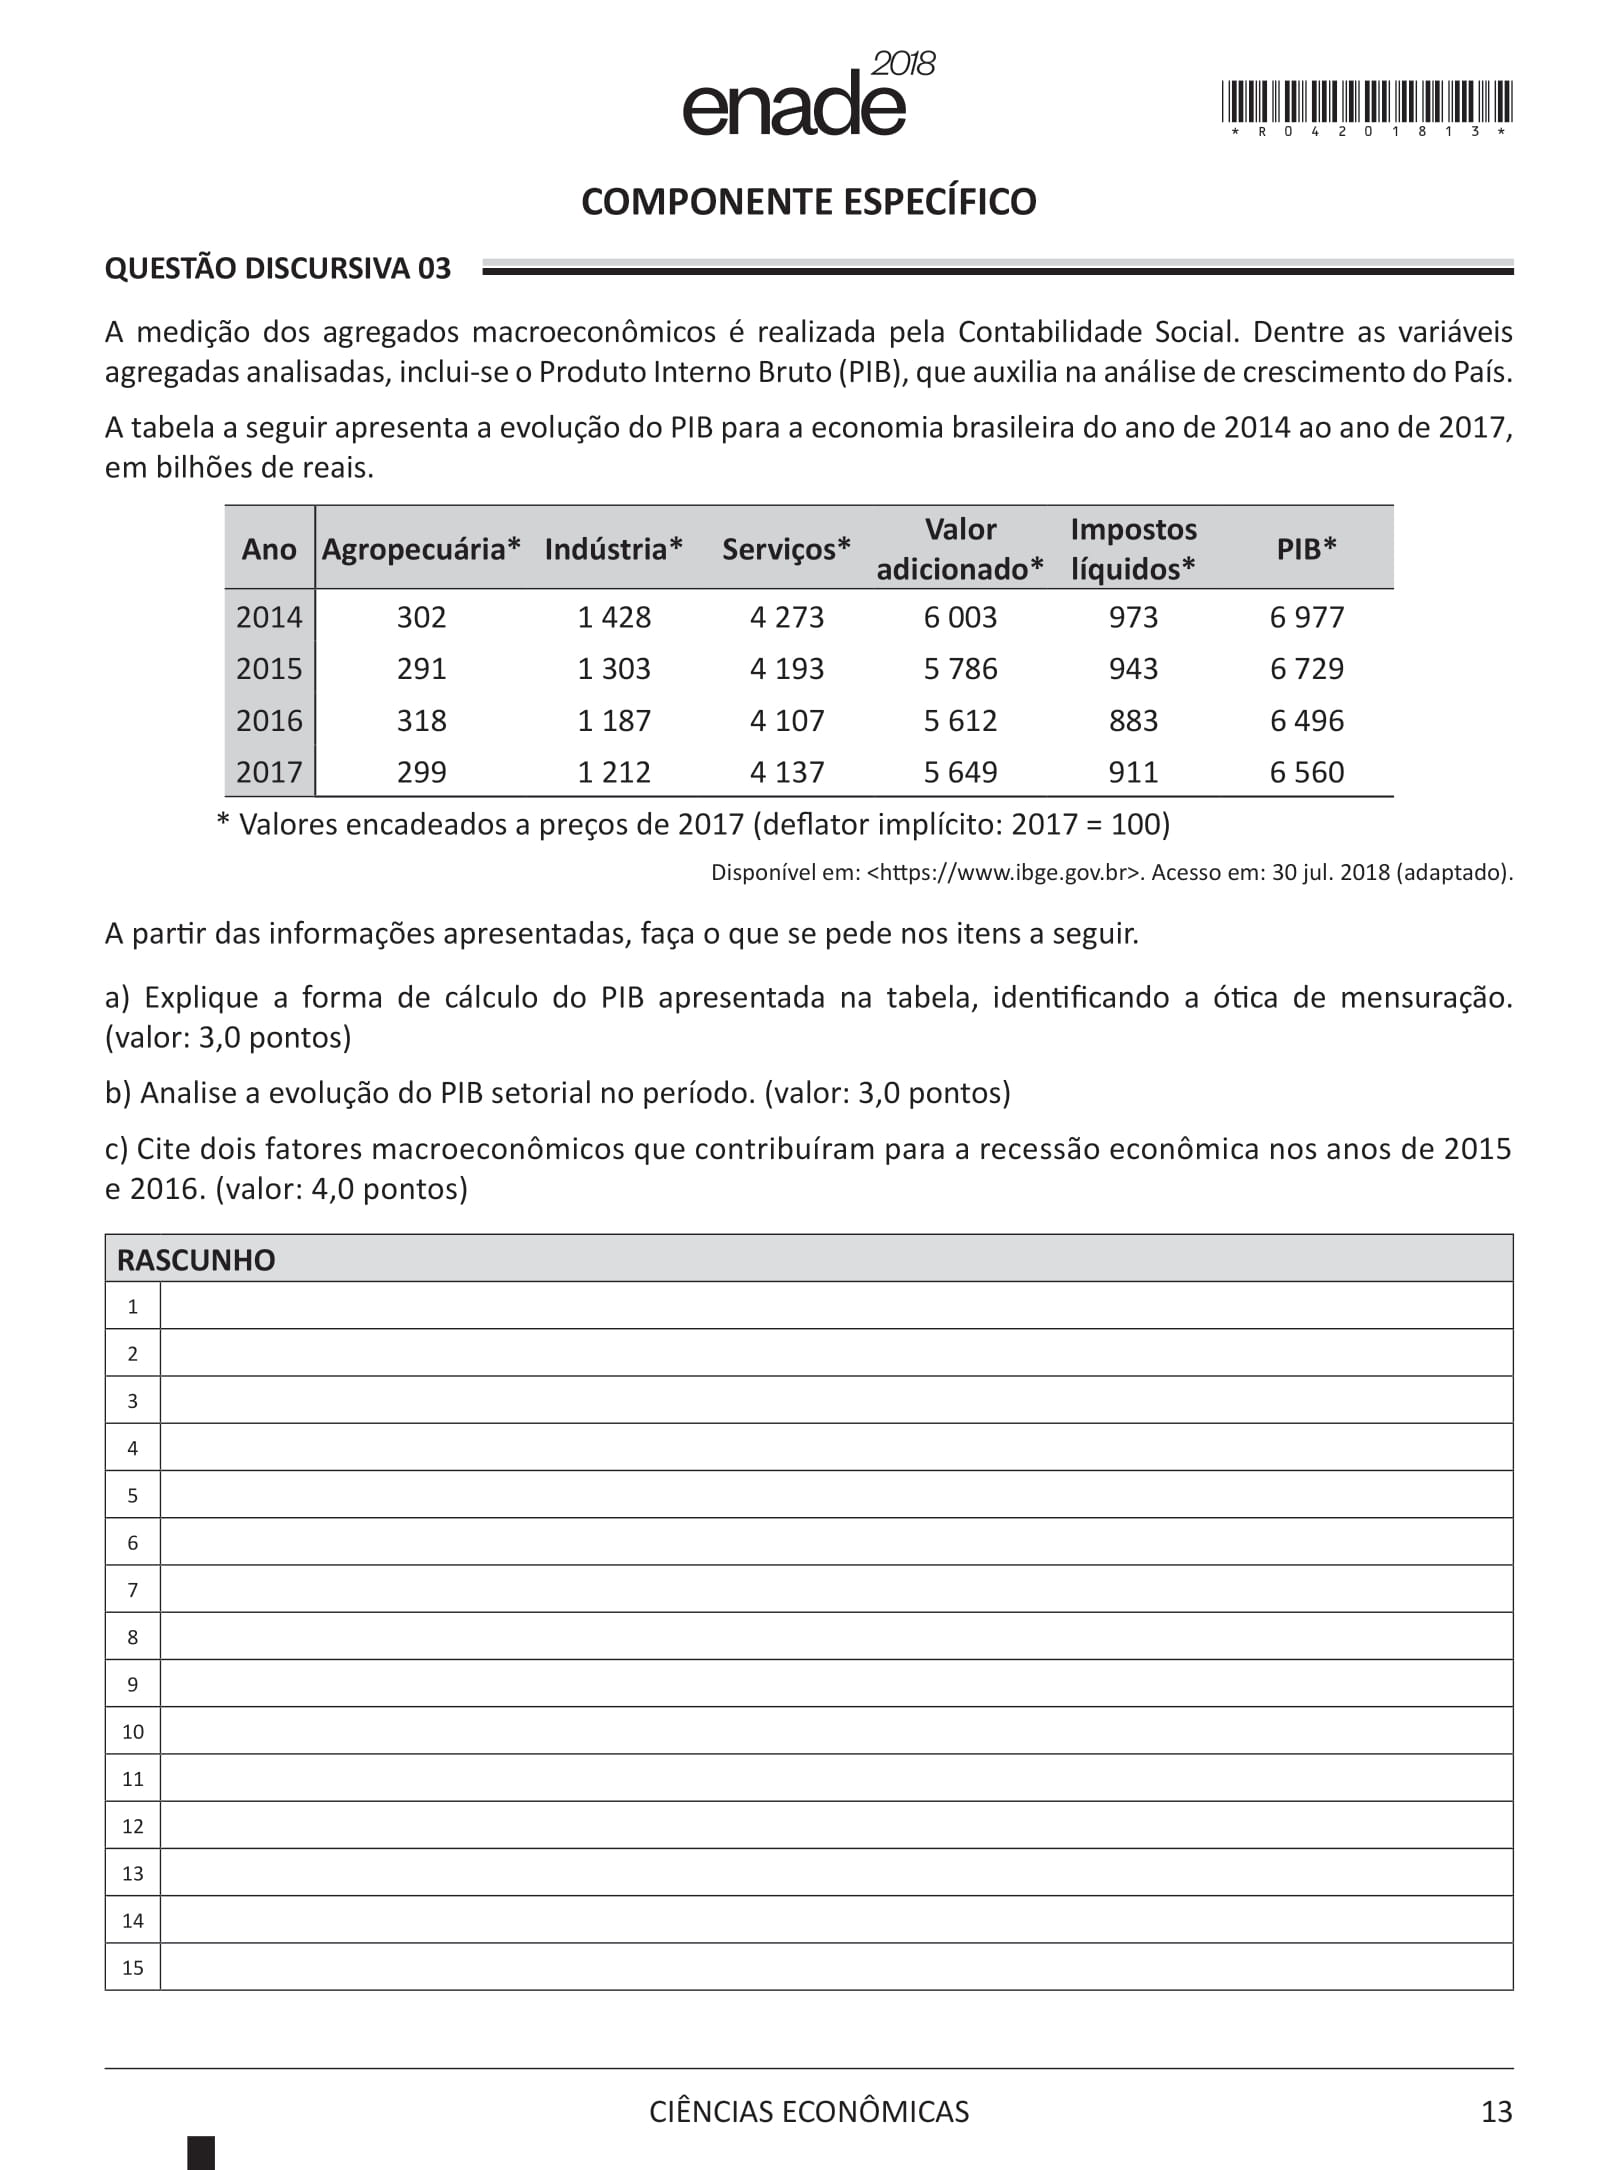 enade 2018
* R 0 4 2 0 1 8 1 3 *
COMPONENTE ESPECÍFICO
QUESTÃO DISCURSIVA 03
A medição dos agregados macroeconômicos é realizada pela Contabilidade Social. Dentre as variáveis
agregadas analisadas, inclui-se o Produto Interno Bruto (PIB), que auxilia na análise de crescimento do País.
A tabela a seguir apresenta a evolução do PIB para a economia brasileira do ano de 2014 ao ano de 2017,
em bilhões de reais.
Ano Agropecuária* Indústria* Serviços* Valor adicionado* Impostos líquidos* PIB*
2014 302 1 428 4 273 6 003 973 6 977
2015 291 1 303 4 193 5 786 943 6 729
2016 318 1 187 4 107 5 612 883 6 496
2017 299 1 212 4 137 5 649 911 6 560
* Valores encadeados a preços de 2017 (deflator implícito: 2017 = 100)
Disponível em: <https://www.ibge.gov.br>. Acesso em: 30 jul. 2018 (adaptado).
A partir das informações apresentadas, faça o que se pede nos itens a seguir.
a) Explique a forma de cálculo do PIB apresentada na tabela, identificando a ótica de mensuração.
(valor: 3,0 pontos)
b) Analise a evolução do PIB setorial no período. (valor: 3,0 pontos)
c) Cite dois fatores macroeconômicos que contribuíram para a recessão econômica nos anos de 2015
e 2016. (valor: 4,0 pontos)
RASCUNHO
1
2
3
4
5
6
7
8
9
10
11
12
13
14
15
CIÊNCIAS ECONÔMICAS
13